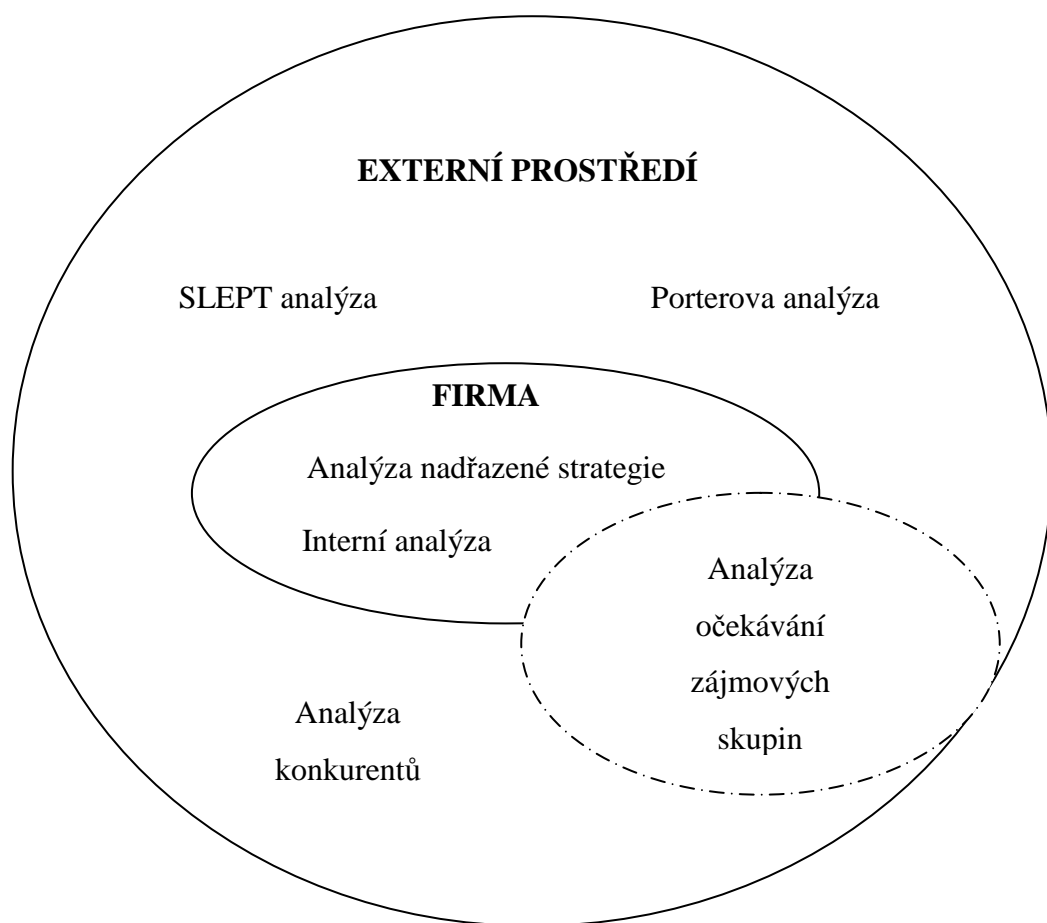 EXTERNÍ PROSTŘEDÍ
SLEPT analýza
Porterova analýza
FIRMA
Analýza nadřazené strategie
Interní analýza
Analýza
očekávání
zájmových
skupin
Analýza
konkurentů